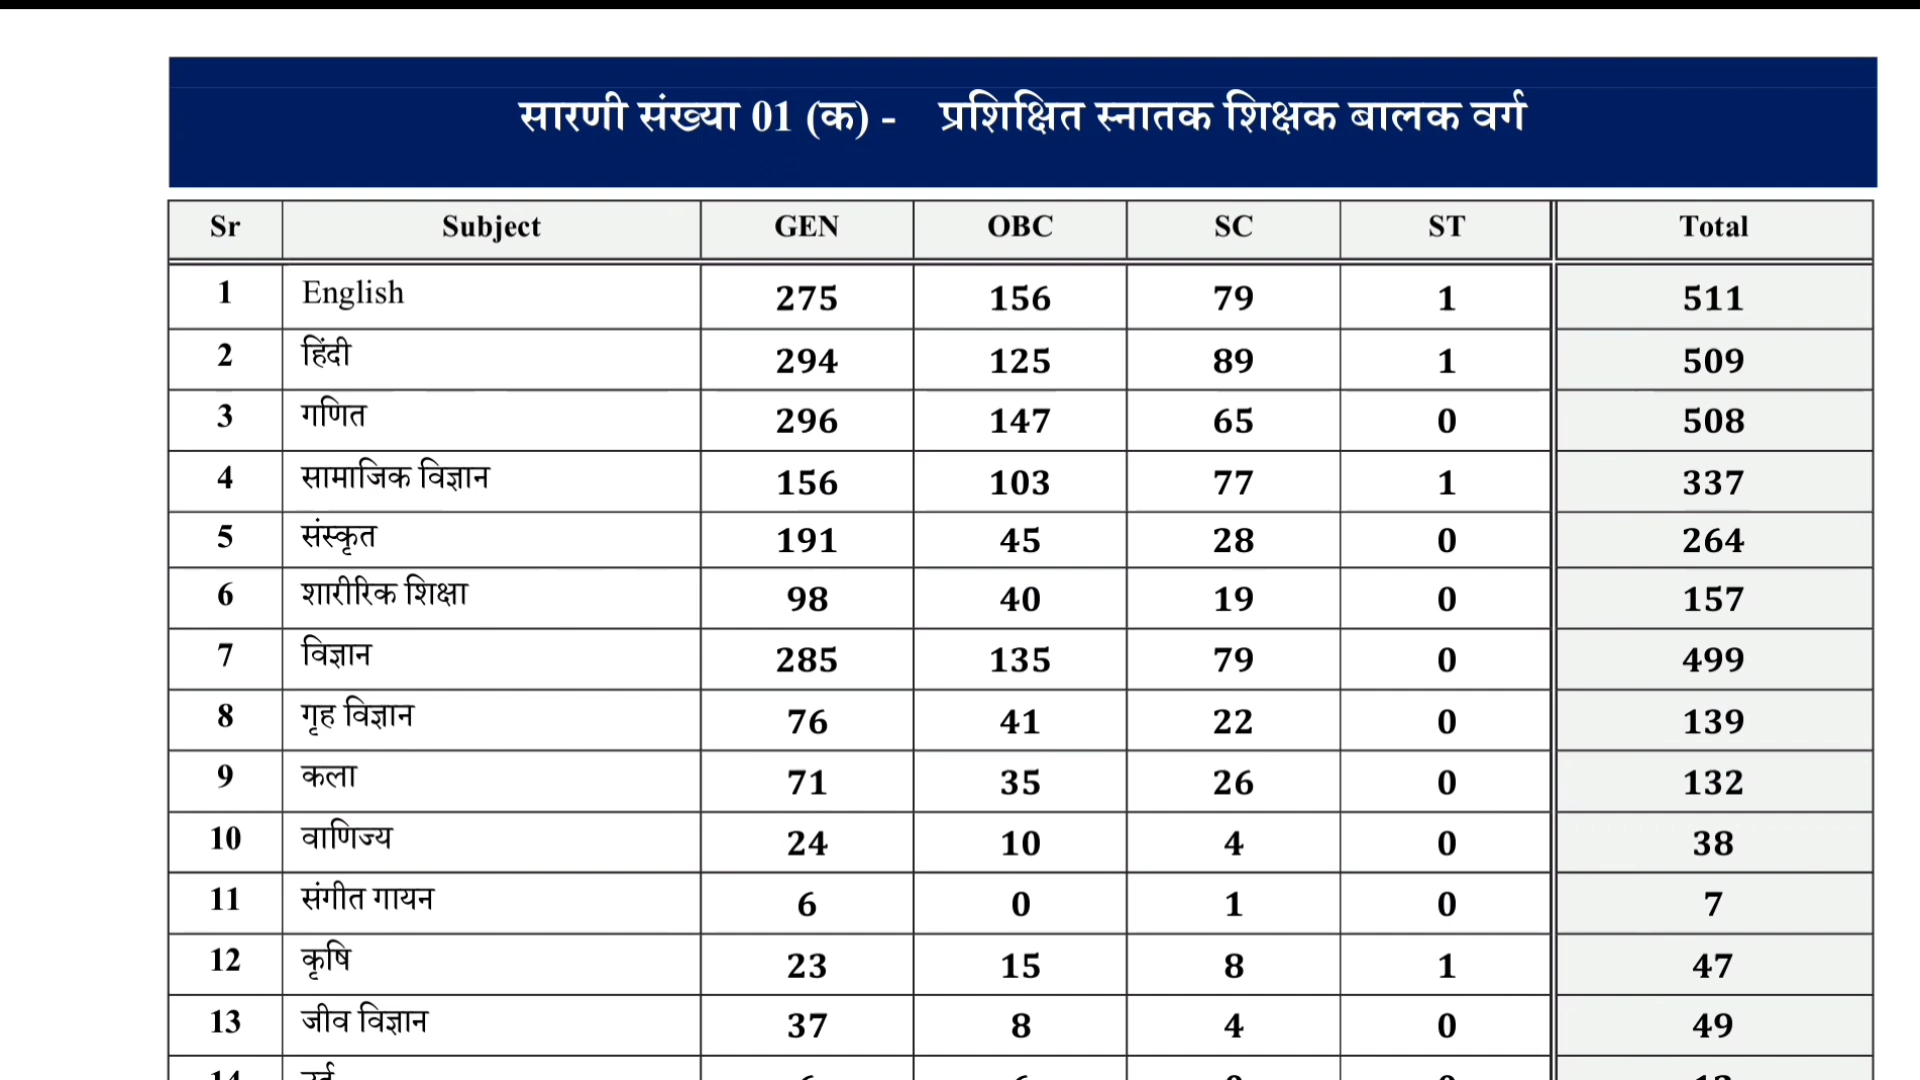 सारणी संख्या 01 (क) - प्रशिक्षित स्नातक शिक्षक बालक वर्ग
Sr Subject GEN OBC SC ST Total
1 English 275 156 79 1 511
2 हिंदी 294 125 89 1 509
3 गणित 296 147 65 0 508
4 सामाजिक विज्ञान 156 103 77 1 337
5 संस्कृत 191 45 28 0 264
6 शारीरिक शिक्षा 98 40 19 0 157
7 विज्ञान 285 135 79 0 499
8 गृह विज्ञान 76 41 22 0 139
9 कला 71 35 26 0 132
10 वाणिज्य 24 10 4 0 38
11 संगीत गायन 6 0 1 0 7
12 कृषि 23 15 8 1 47
13 जीव विज्ञान 37 8 4 0 49